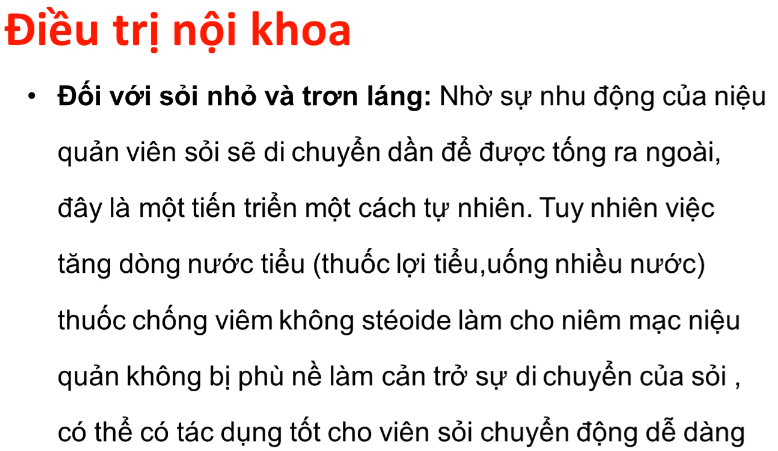 Điều trị nội khoa
• Đối với sỏi nhỏ và trơn láng: Nhờ sự nhu động của niệu
quản viên sỏi sẽ di chuyển dần để được tống ra ngoài,
đây là một tiến triển một cách tự nhiên. Tuy nhiên việc
tăng dòng nước tiểu (thuốc lợi tiểu,uống nhiều nước)
thuốc chống viêm không stéoide làm cho niêm mạc niệu
quản không bị phù nề làm cản trở sự di chuyển của sỏi ,
có thể có tác dụng tốt cho viên sỏi chuyển động dễ dàng